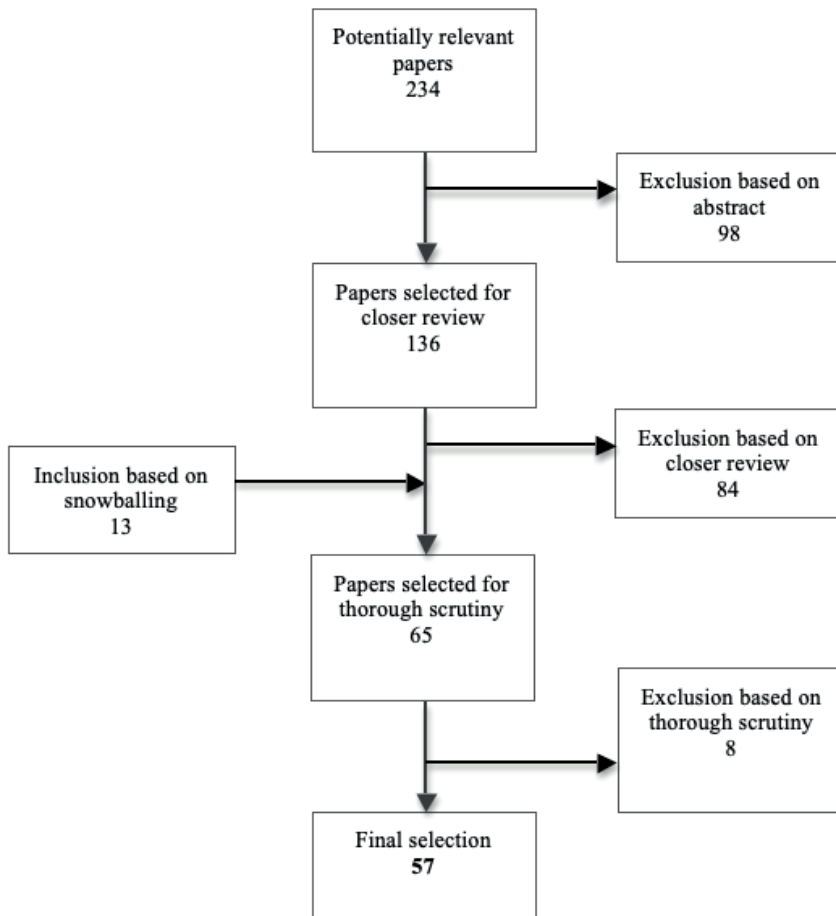 Potentially relevant
papers
234
Exclusion based on
abstract
98
Papers selected for
closer review
136
Exclusion based on
closer review
84
Inclusion based on
snowballing
13
Papers selected for
thorough scrutiny
65
Exclusion based on
thorough scrutiny
8
Final selection
57